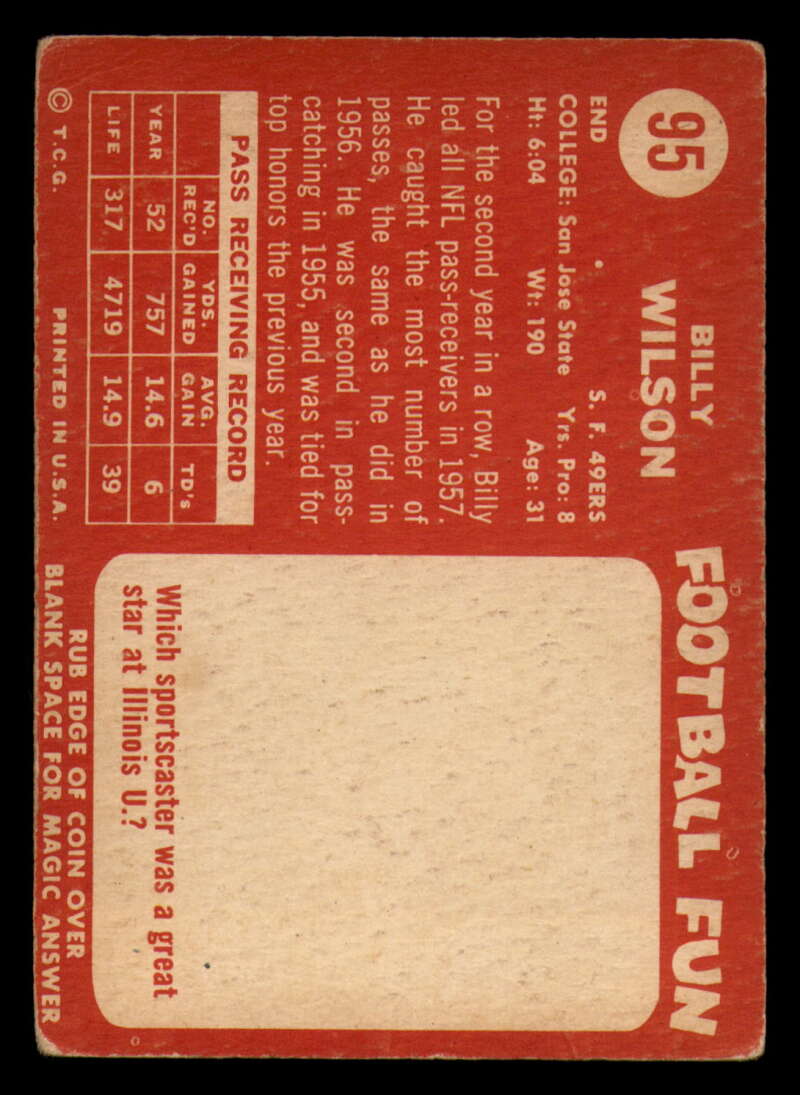 95
BILLY
WILSON
END S. F. 49ERS
COLLEGE: San Jose State Yrs. Pro: 8
Ht: 6:04 Wt: 190 Age: 31
For the second year in a row, Billy
led all NFL pass-receivers in 1957.
He caught the most number of
passes, the same as he did in
1956. He was second in pass-
catching in 1955, and was tied for
top honors the previous year.
PASS RECEIVING RECORD
NO. REC'D YDS. GAINED AVG. GAIN TD's
YEAR 52 757 14.6 6
LIFE 317 4719 14.9 39
© T.C.G. PRINTED IN U.S.A.
FOOTBALL FUN
Which sportscaster was a great
star at Illinois U.?
RUB EDGE OF COIN OVER
BLANK SPACE FOR MAGIC ANSWER